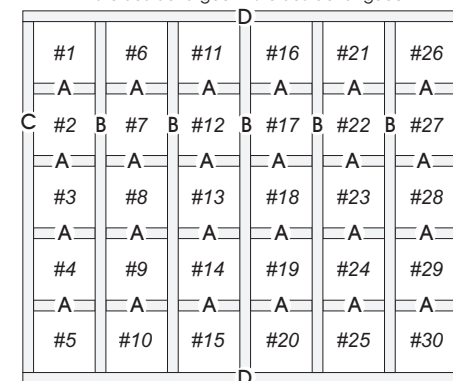 D
#1 #6 #11 #16 #21 #26
A A A A A A
C #2 B #7 B #12 B #17 B #22 B #27
A A A A A A
#3 #8 #13 #18 #23 #28
A A A A A A
#4 #9 #14 #19 #24 #29
A A A A A A
#5 #10 #15 #20 #25 #30
D